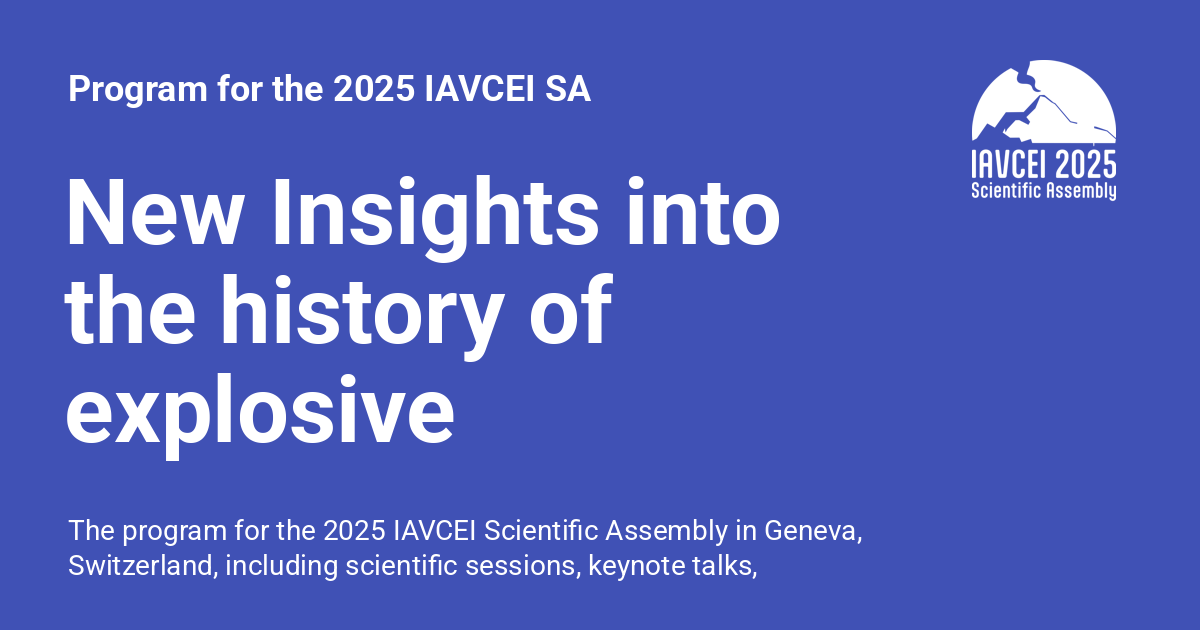 Program for the 2025 IAVCEI SA
IAVCEI 2025
Scientific Assembly
New Insights into
the history of
explosive
The program for the 2025 IAVCEI Scientific Assembly in Geneva,
Switzerland, including scientific sessions, keynote talks,